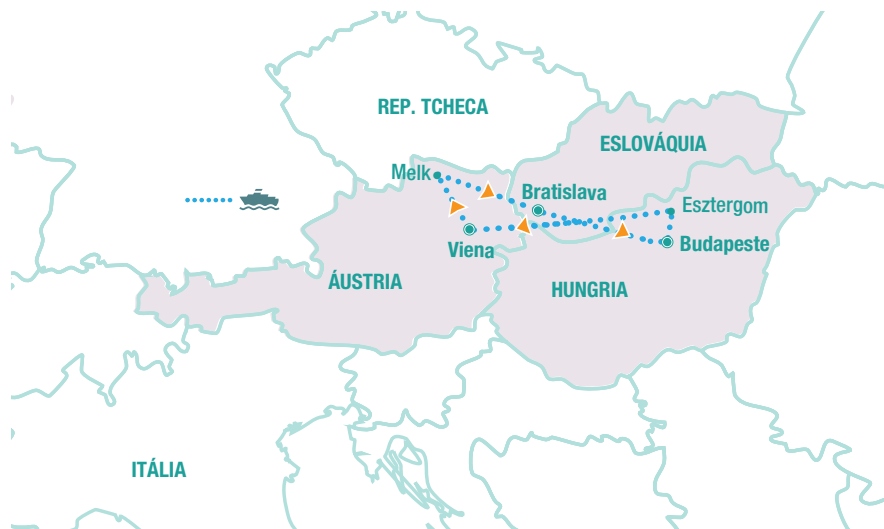 REP. TCHECA
ESLOVÁQUIA
Melk
Bratislava
Esztergom
Viena
Budapeste
ÁUSTRIA
HUNGRIA
ITÁLIA